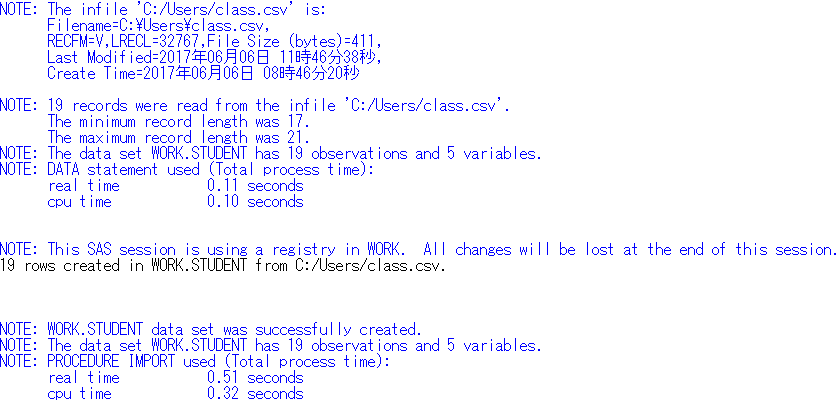 NOTE: The infile 'C:/Users/class.csv' is:
      Filename=C:¥Users¥class.csv,
      RECFM=V,LRECL=32767,File Size (bytes)=411,
      Last Modified=2017年06月06日 11時46分38秒,
      Create Time=2017年06月06日 08時46分20秒

NOTE: 19 records were read from the infile 'C:/Users/class.csv'.
      The minimum record length was 17.
      The maximum record length was 21.
NOTE: The data set WORK.STUDENT has 19 observations and 5 variables.
NOTE: DATA statement used (Total process time):
      real time           0.11 seconds
      cpu time            0.10 seconds

NOTE: This SAS session is using a registry in WORK.  All changes will be lost at the end of this session.
19 rows created in WORK.STUDENT from C:/Users/class.csv.

NOTE: WORK.STUDENT data set was successfully created.
NOTE: The data set WORK.STUDENT has 19 observations and 5 variables.
NOTE: PROCEDURE IMPORT used (Total process time):
      real time           0.51 seconds
      cpu time            0.32 seconds